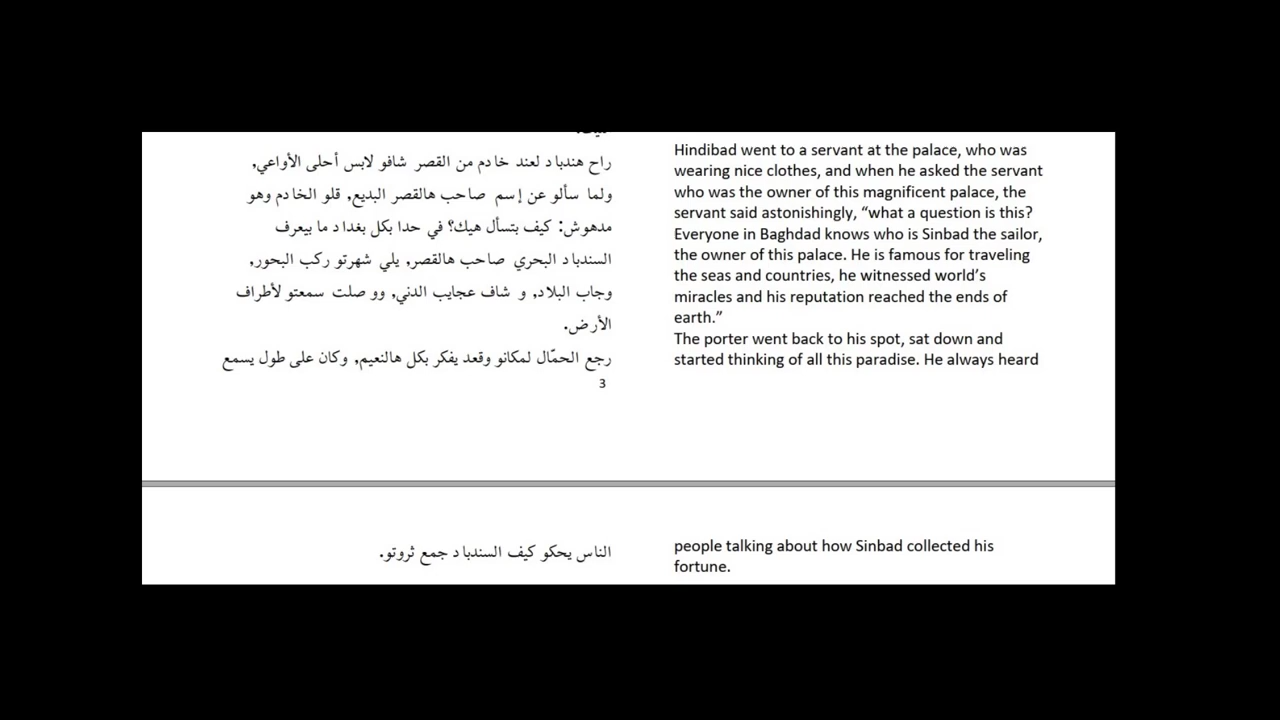 راح هندباد لعند خادم من القصر شافو لابس أحلى الأواعي,
ولما سألو عن إسم صاحب هالقصر البديع, قلو الخادم وهو
مدهوش: كيف بتسأل هيك؟ في حدا بكل بغداد ما بيعرف
السندباد البحري صاحب هالقصر, يلي شهرتو ركب البحور,
وجاب البلاد, و شاف عجايب الدني, وو صلت سمعتو لأطراف
الأرض.
رجع الحمّال لمكانو وقعد يفكر بكل هالنعيم, وكان على طول يسمع
3
الناس يحكو كيف السندباد جمع ثروتو.
Hindibad went to a servant at the palace, who was
wearing nice clothes, and when he asked the servant
who was the owner of this magnificent palace, the
servant said astonishingly, “what a question is this?
Everyone in Baghdad knows who is Sinbad the sailor,
the owner of this palace. He is famous for traveling
the seas and countries, he witnessed world’s
miracles and his reputation reached the ends of
earth.”
The porter went back to his spot, sat down and
started thinking of all this paradise. He always heard
people talking about how Sinbad collected his
fortune.